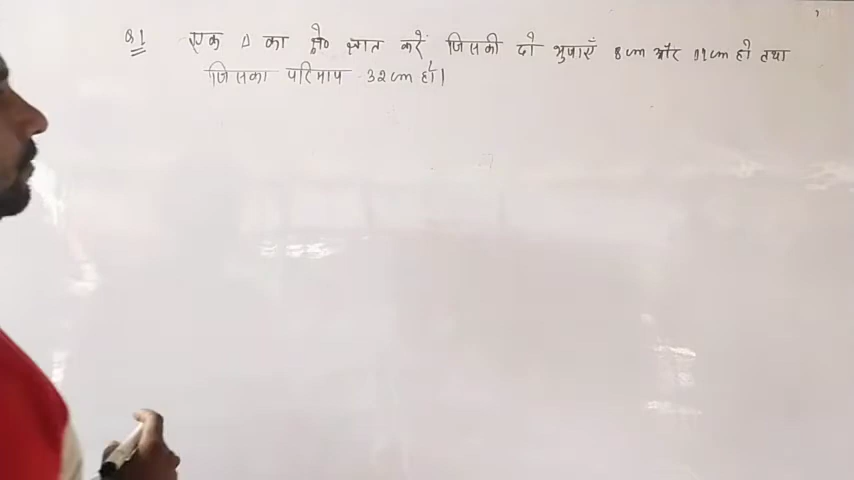 Q1 एक Δ का क्षे० ज्ञात करें जिसकी दो भुजाएँ 8cm और 11cm हो तथा
जिसका परिमाप 32cm हो।